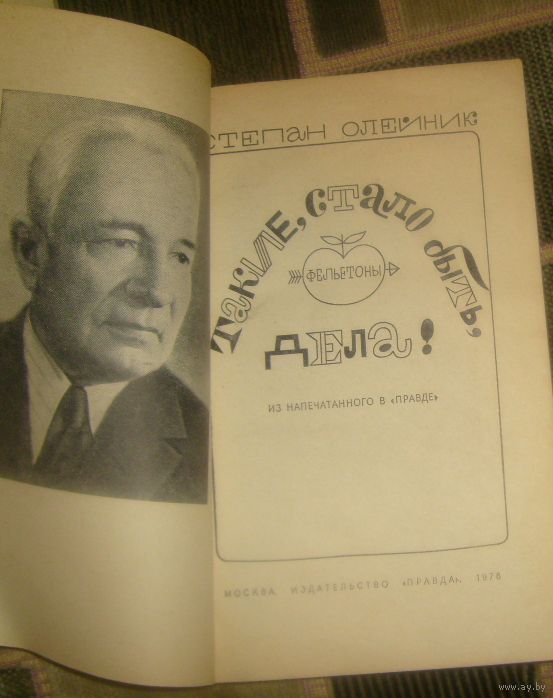 СТЕПАН ОЛЕЙНИК
ТАКИЕ, СТАЛО БЫТЬ,
ФЕЛЬЕТОНЫ
ДЕЛА!
ИЗ НАПЕЧАТАННОГО В «ПРАВДЕ»
МОСКВА. ИЗДАТЕЛЬСТВО «ПРАВДА», 1976
www.ay.by